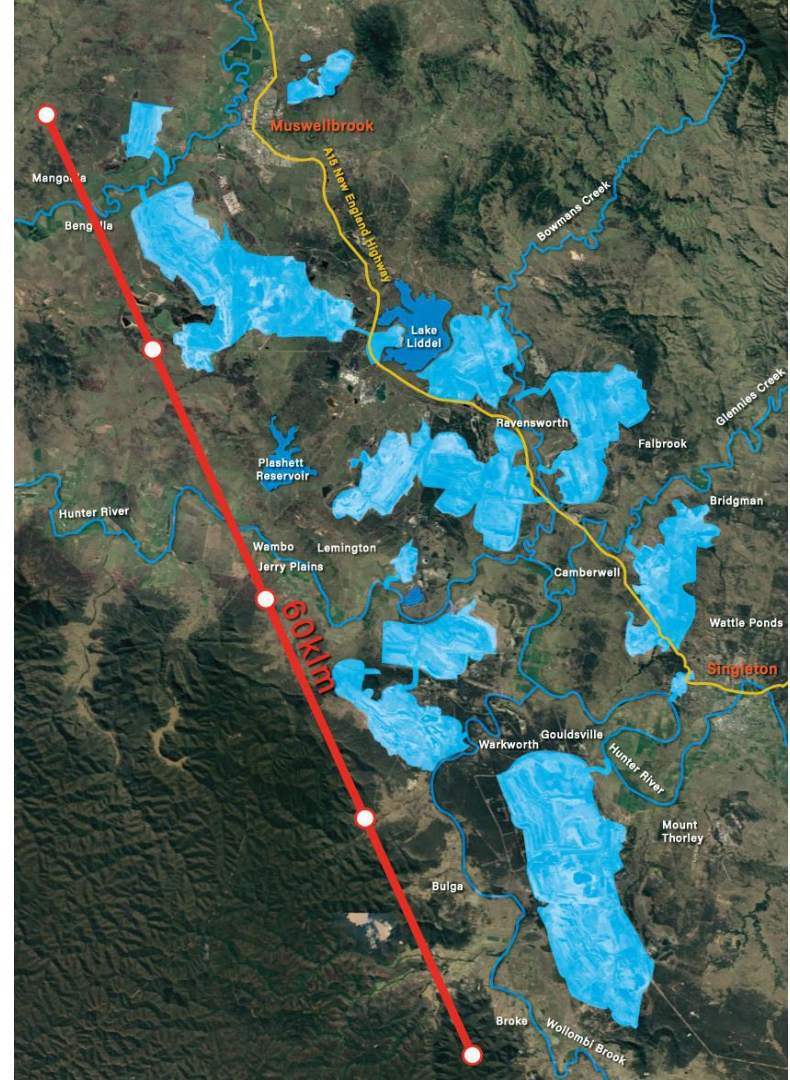 Muswellbrook
A15 New England Highway
Mangoola
Bengalla
Bowmans Creek
Lake
Liddel
Glennies Creek
Ravensworth
Falbrook
Plashett
Reservoir
Bridgman
Hunter River
Wambo
Lemington
Jerry Plains
Camberwell
60klm
Wattle Ponds
Singleton
Gouldsville
Warkworth
Hunter River
Mount
Thorley
Bulga
Broke
Wollombi Brook